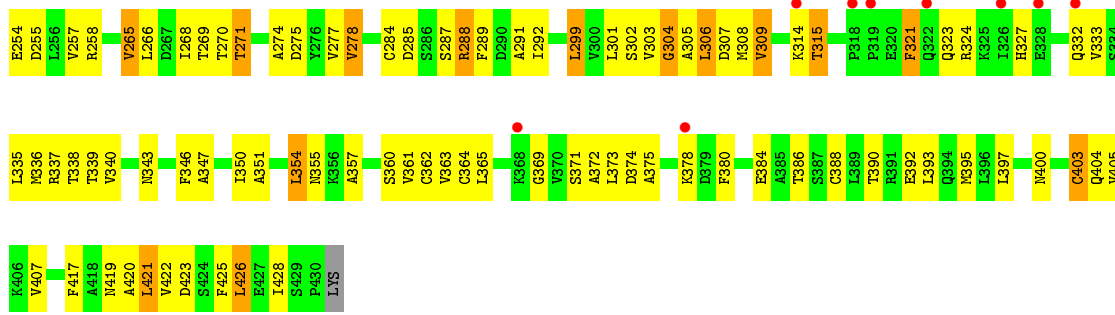 E254 D255 L256 V257 R258 V265 L266 D267 I268 T269 T270 T271 A274 D275 Y276 V277 V278 C284 D285 S286 S287 R288 F289 D290 A291 I292 L299 V300 L301 S302 V303 G304 A305 L306 D307 M308 V309 K314 T315 P318 P319 E320 F321 Q322 Q323 R324 K325 I326 H327 E328 Q332 V333 S334
L335 M336 R337 T338 T339 V340 N343 F346 A347 I350 A351 L354 N355 K356 A357 S360 V361 C362 V363 C364 L365 K368 G369 V370 S371 A372 L373 D374 A375 K378 D379 F380 E384 A385 T386 S387 C388 L389 T390 R391 E392 L393 Q394 M395 L396 L397 N400 C403 Q404 V405
K406 V407 F417 A418 N419 A420 L421 V422 D423 S424 F425 L426 E427 I428 S429 P430 LYS